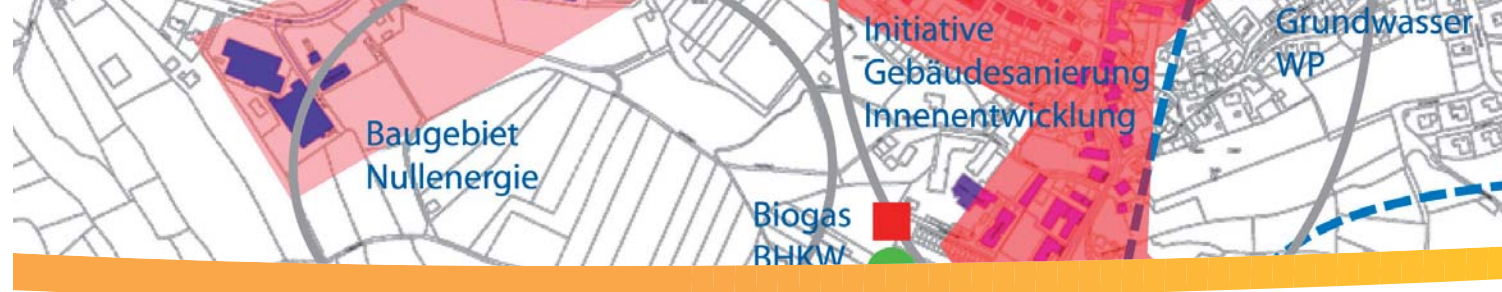 Baugebiet
Nullenergie
Initiative
Gebäudesanierung
Innenentwicklung
Biogas
BHKW
Grundwasser
WP